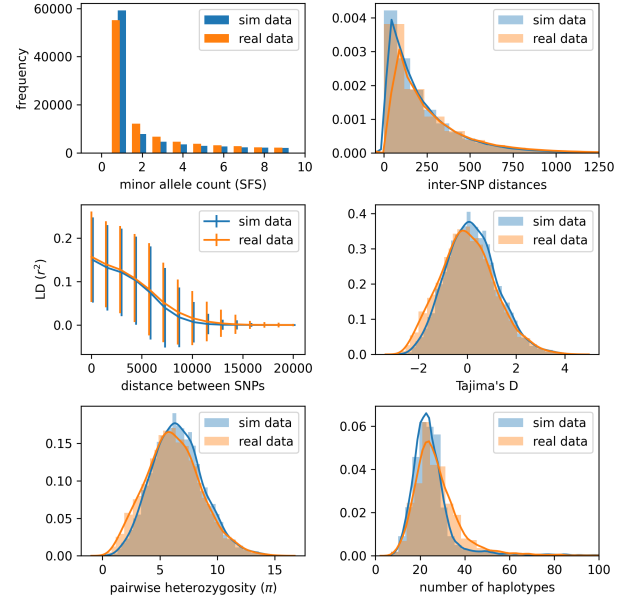 60000
40000
20000
0
frequency
0 2 4 6 8 10
minor allele count (SFS)
sim data
real data
0.004
0.003
0.002
0.001
0.000
0 250 500 750 1000 1250
inter-SNP distances
sim data
real data
0.2
0.1
0.0
LD (r²)
0 5000 10000 15000 20000
distance between SNPs
sim data
real data
0.4
0.3
0.2
0.1
0.0
−2 0 2 4
Tajima's D
sim data
real data
0.15
0.10
0.05
0.00
0 5 10 15
pairwise heterozygosity (π)
sim data
real data
0.06
0.04
0.02
0.00
0 20 40 60 80 100
number of haplotypes
sim data
real data